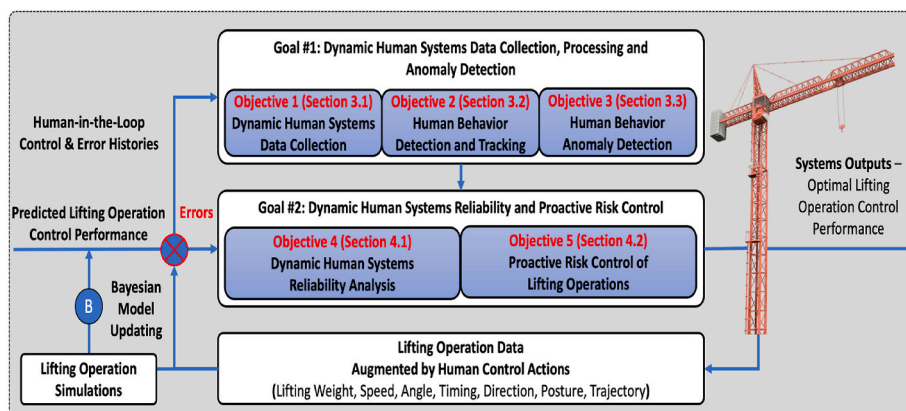 Goal #1: Dynamic Human Systems Data Collection, Processing and
Anomaly Detection
Objective 1 (Section 3.1)
Dynamic Human Systems
Data Collection
Objective 2 (Section 3.2)
Human Behavior
Detection and Tracking
Objective 3 (Section 3.3)
Human Behavior
Anomaly Detection
Human-in-the-Loop
Control & Error Histories
Systems Outputs –
Optimal Lifting
Operation Control
Performance
Predicted Lifting Operation
Control Performance
Errors
Goal #2: Dynamic Human Systems Reliability and Proactive Risk Control
Objective 4 (Section 4.1)
Dynamic Human Systems
Reliability Analysis
Objective 5 (Section 4.2)
Proactive Risk Control of
Lifting Operations
B
Bayesian
Model
Updating
Lifting Operation
Simulations
Lifting Operation Data
Augmented by Human Control Actions
(Lifting Weight, Speed, Angle, Timing, Direction, Posture, Trajectory)